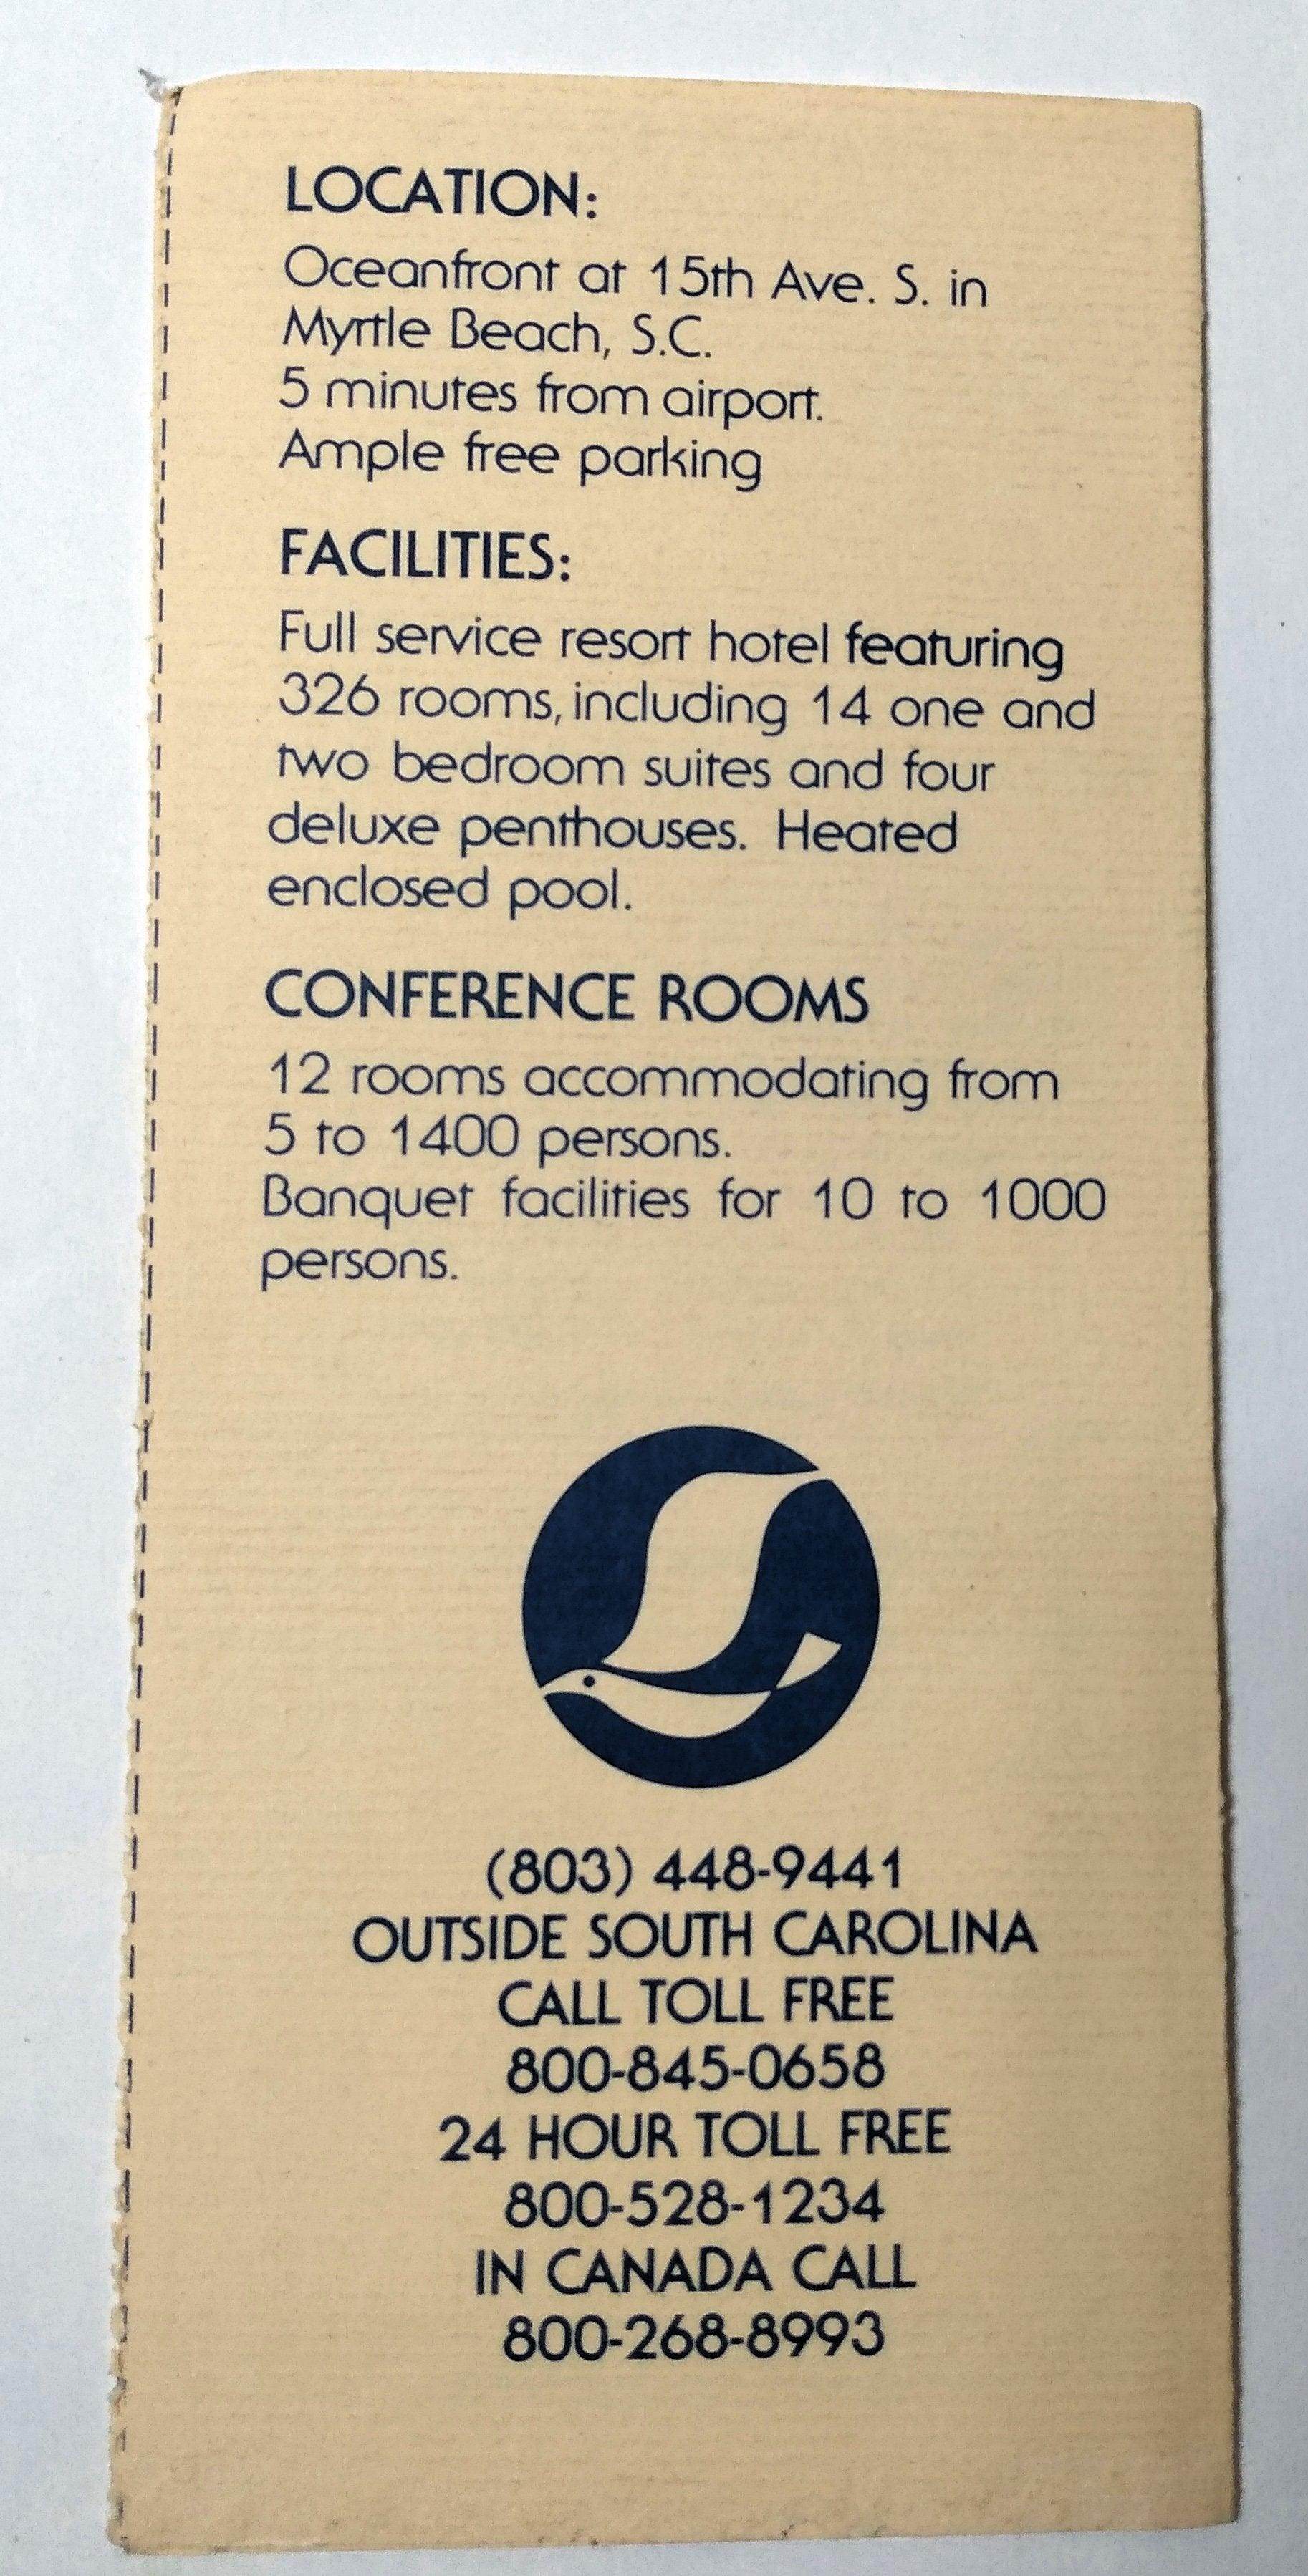 LOCATION:
Oceanfront at 15th Ave. S. in
Myrtle Beach, S.C.
5 minutes from airport.
Ample free parking
FACILITIES:
Full service resort hotel featuring
326 rooms, including 14 one and
two bedroom suites and four
deluxe penthouses. Heated
enclosed pool.
CONFERENCE ROOMS
12 rooms accommodating from
5 to 1400 persons.
Banquet facilities for 10 to 1000
persons.
(803) 448-9441
OUTSIDE SOUTH CAROLINA
CALL TOLL FREE
800-845-0658
24 HOUR TOLL FREE
800-528-1234
IN CANADA CALL
800-268-8993